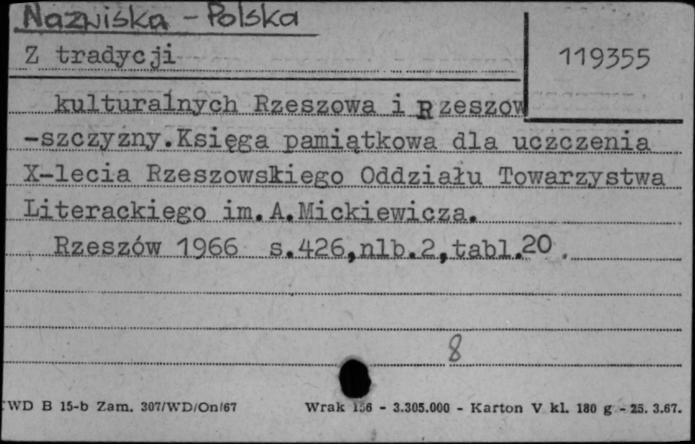 Nazwiska - Polska
Z tradycji
119355
kulturalnych Rzeszowa i Rzeszow
-szczyzny.Księga pamiątkowa dla uczczenia
X-lecia Rzeszowskiego Oddziału Towarzystwa
Literackiego im.A.Mickiewicza.
Rzeszów 1966 s.426,nlb.2,tabl.20.
8
WD B 15-b Zam. 307/WD/On/67 Wrak 156 - 3.305.000 - Karton V kl. 180 g - 25. 3.67.